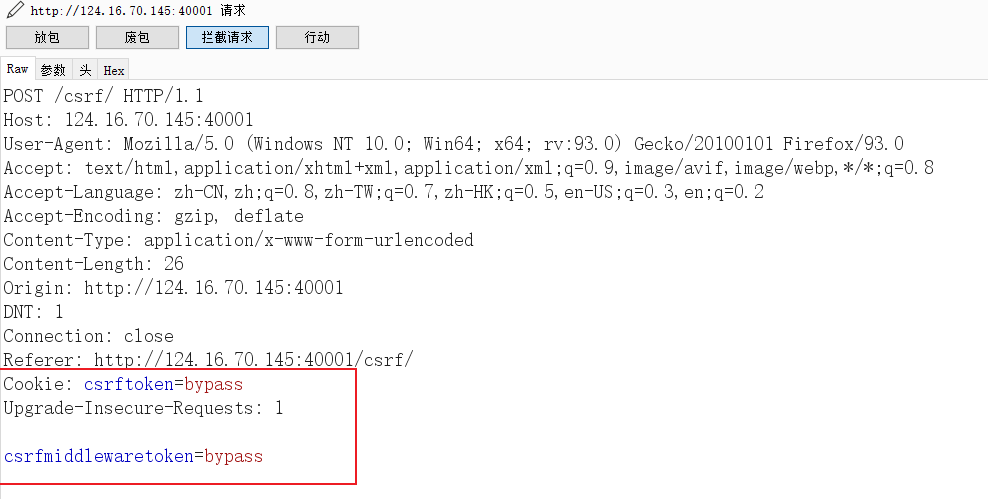 http://124.16.70.145:40001 请求
放包 废包 拦截请求 行动
Raw 参数 头 Hex
POST /csrf/ HTTP/1.1
Host: 124.16.70.145:40001
User-Agent: Mozilla/5.0 (Windows NT 10.0; Win64; x64; rv:93.0) Gecko/20100101 Firefox/93.0
Accept: text/html,application/xhtml+xml,application/xml;q=0.9,image/avif,image/webp,*/*;q=0.8
Accept-Language: zh-CN,zh;q=0.8,zh-TW;q=0.7,zh-HK;q=0.5,en-US;q=0.3,en;q=0.2
Accept-Encoding: gzip, deflate
Content-Type: application/x-www-form-urlencoded
Content-Length: 26
Origin: http://124.16.70.145:40001
DNT: 1
Connection: close
Referer: http://124.16.70.145:40001/csrf/
Cookie: csrftoken=bypass
Upgrade-Insecure-Requests: 1
csrfmiddlewaretoken=bypass